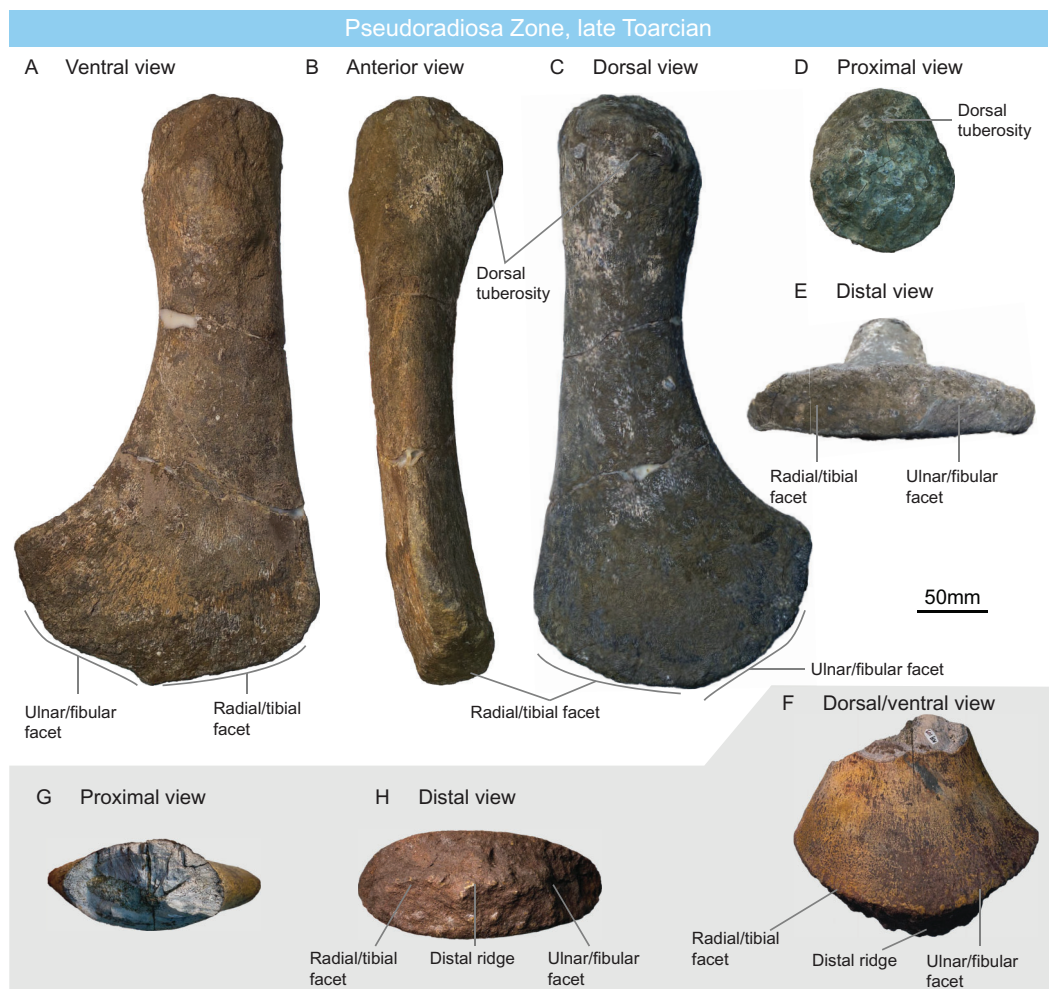 Pseudoradiosa Zone, late Toarcian
A Ventral view
B Anterior view
C Dorsal view
D Proximal view
Dorsal
tuberosity
Dorsal
tuberosity
E Distal view
Radial/tibial
facet
Ulnar/fibular
facet
50mm
Ulnar/fibular
facet
Radial/tibial
facet
Radial/tibial facet
Ulnar/fibular facet
F Dorsal/ventral view
Radial/tibial
facet
Distal ridge
Ulnar/fibular
facet
G Proximal view
H Distal view
Radial/tibial
facet
Distal ridge
Ulnar/fibular
facet